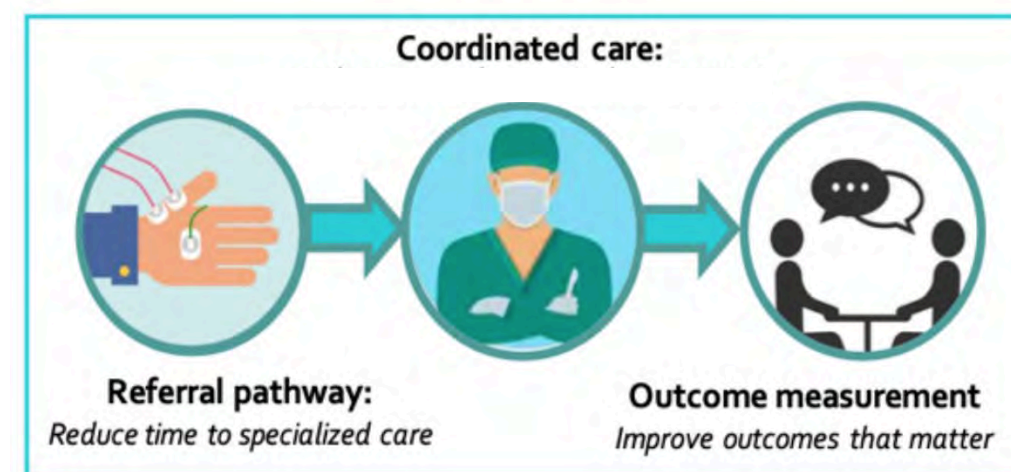 Coordinated care:
Referral pathway:
Reduce time to specialized care
Outcome measurement
Improve outcomes that matter